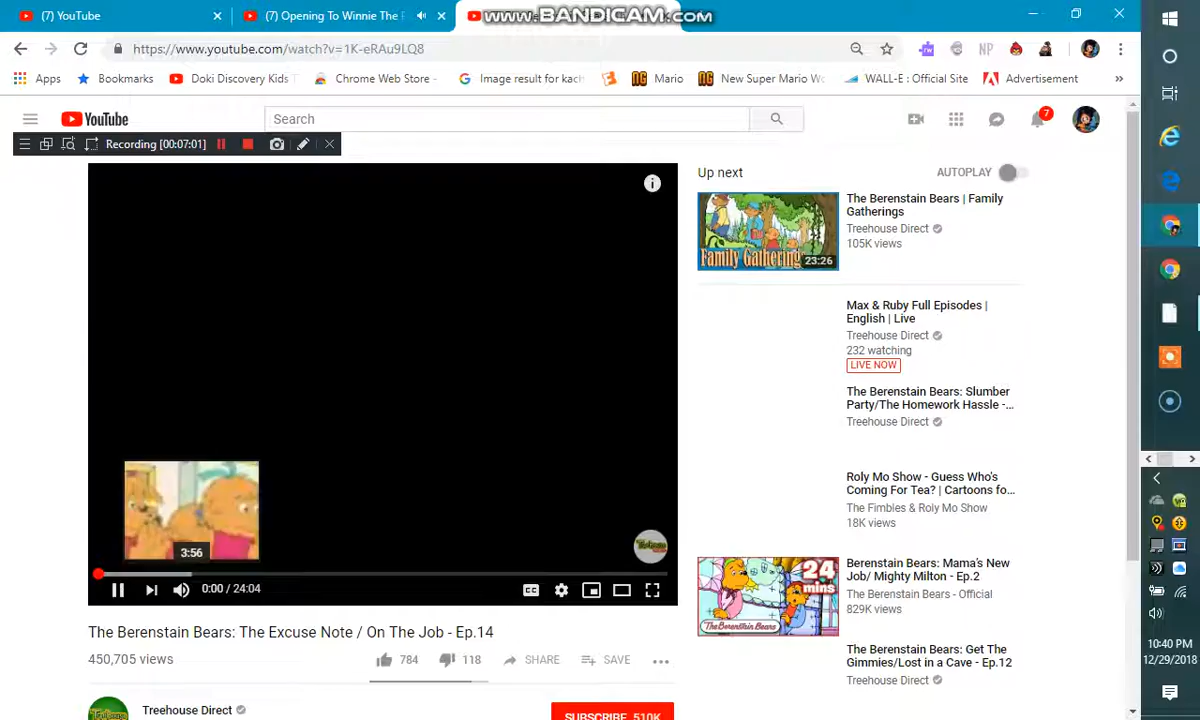 (7) YouTube
(7) Opening To Winnie The P
www.BANDICAM.com
https://www.youtube.com/watch?v=1K-eRAu9LQ8
NP
Apps
Bookmarks
Doki Discovery Kids
Chrome Web Store -
Image result for kach
Mario
New Super Mario Wo
WALL-E : Official Site
Advertisement
»
YouTube
Search
7
Recording [00:07:01]
Up next
AUTOPLAY
The Berenstain Bears | Family
Gatherings
Treehouse Direct
105K views
Family Gatherings
23:26
Max & Ruby Full Episodes |
English | Live
Treehouse Direct
232 watching
LIVE NOW
The Berenstain Bears: Slumber
Party/The Homework Hassle -...
Treehouse Direct
Roly Mo Show - Guess Who's
Coming For Tea? | Cartoons fo...
The Fimbles & Roly Mo Show
18K views
3:56
0:00 / 24:04
CC
Berenstain Bears: Mama's New
Job/ Mighty Milton - Ep.2
The Berenstain Bears - Official
829K views
24
mins
The Berenstain Bears
The Berenstain Bears: Get The
Gimmies/Lost in a Cave - Ep.12
Treehouse Direct
The Berenstain Bears: The Excuse Note / On The Job - Ep.14
450,705 views
784
118
SHARE
SAVE
Treehouse Direct
SUBSCRIBE 510K
10:40 PM
12/29/2018